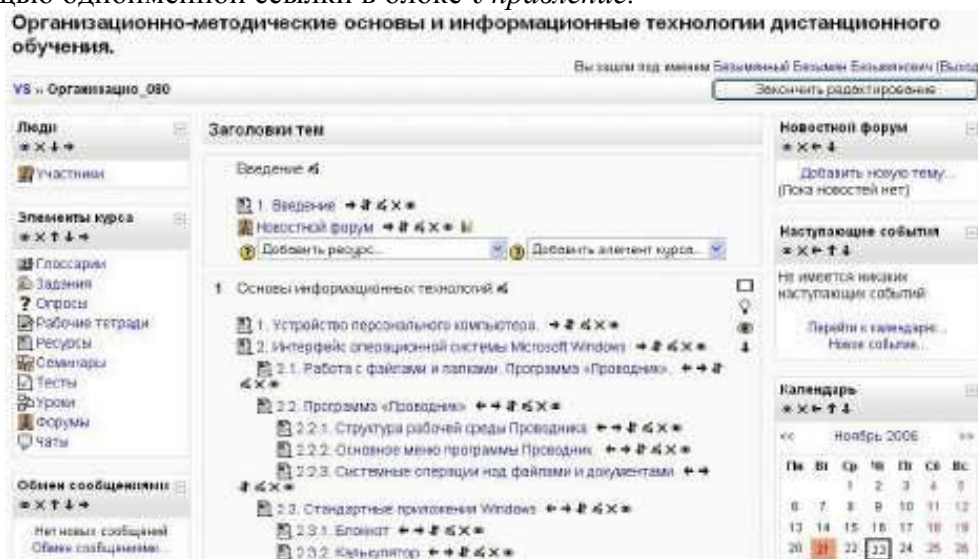 щью одноименной ссылки в блоке Управление.
Организационно-методические основы и информационные технологии дистанционного
обучения.
Вы зашли под именем Безымянный Безымян Безымянович (Выход
VS » Организацио_080
Закончить редактирование
Люди
Участники
Элементы курса
Глоссарии
Задания
Опросы
Рабочие тетради
Ресурсы
Семинары
Тесты
Уроки
Форумы
Чаты
Обмен сообщениями
Нет новых сообщений
Обмен сообщениями...
Заголовки тем
Введение
1. Введение
Новостной форум
Добавить ресурс...
Добавить элемент курса...
1 Основы информационных технологий
1. Устройство персонального компьютера.
2. Интерфейс операционной системы Microsoft Windows
2.1. Работа с файлами и папками. Программа «Проводник».
2.2. Программа «Проводник»
2.2.1. Структура рабочей среды Проводника
2.2.2. Основное меню программы Проводник
2.2.3. Системные операции над файлами и документами
2.3. Стандартные приложения Windows
2.3.1. Блокнот
2.3.2. Калькулятор
Новостной форум
Добавить новую тему...
(Пока новостей нет)
Наступающие события
Не имеется никаких
наступающих событий
Перейти к календарю...
Новое событие...
Календарь
<< Ноябрь 2006 >>
Пн Вт Ср Чт Пт Сб Вс
1 2 3 4 5
6 7 8 9 10 11 12
13 14 15 16 17 18 19
20 21 22 23 24 25 26